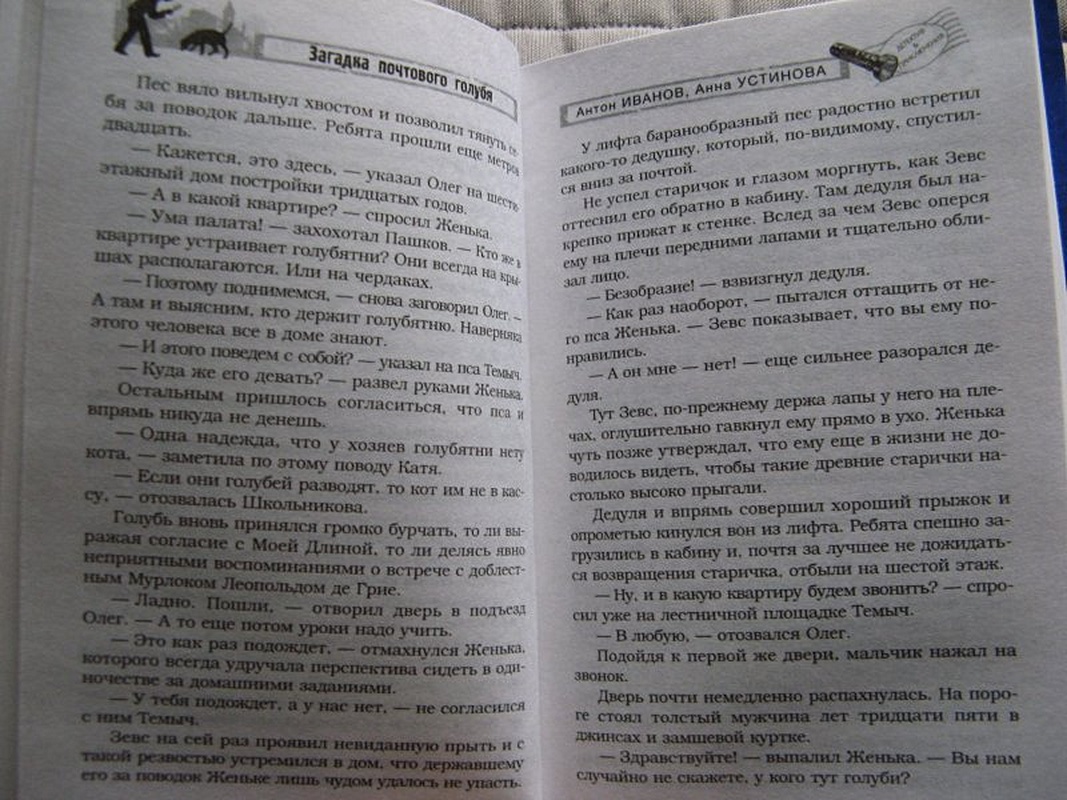 Загадка почтового голубя
Пес вяло вильнул хвостом и позволил тянуть се-
бя за поводок дальше. Ребята прошли еще метров
двадцать.
— Кажется, это здесь, — указал Олег на шести-
этажный дом постройки тридцатых годов.
— А в какой квартире? — спросил Женька.
— Ума палата! — захохотал Пашков. — Кто же в
квартире устраивает голубятни? Они всегда на кры-
шах располагаются. Или на чердаках.
— Поэтому поднимемся, — снова заговорил Олег. —
А там и выясним, кто держит голубятню. Наверняка
этого человека все в доме знают.
— И этого поведем с собой? — указал на пса Темыч.
— Куда же его девать? — развел руками Женька.
Остальным пришлось согласиться, что пса и
впрямь никуда не денешь.
— Одна надежда, что у хозяев голубятни нету
кота, — заметила по этому поводу Катя.
— Если они голубей разводят, то кот им не в кас-
су, — отозвалась Школьникова.
Голубь вновь принялся громко бурчать, то ли вы-
ражая согласие с Моей Длиной, то ли делясь явно
неприятными воспоминаниями о встрече с доблест-
ным Мурлоком Леопольдом де Грие.
— Ладно. Пошли, — отворил дверь в подъезд
Олег. — А то еще потом уроки надо учить.
— Это как раз подождет, — отмахнулся Женька,
которого всегда удручала перспектива сидеть в оди-
ночестве за домашними заданиями.
— У тебя подождет, а у нас нет, — не согласился
с ним Темыч.
Зевс на сей раз проявил невиданную прыть и с
такой резвостью устремился в дом, что державшему
его за поводок Женьке лишь чудом удалось не упасть.
Антон ИВАНОВ, Анна УСТИНОВА
ДЕТЕКТИВ
&
ПРИКЛЮЧЕНИЯ
У лифта баранообразный пес радостно встретил
какого-то дедушку, который, по-видимому, спустил-
ся вниз за почтой.
Не успел старичок и глазом моргнуть, как Зевс
оттеснил его обратно в кабину. Там дедуля был на-
крепко прижат к стенке. Вслед за чем Зевс оперся
ему на плечи передними лапами и тщательно обли-
зал лицо.
— Безобразие! — взвизгнул дедуля.
— Как раз наоборот, — пытался оттащить от не-
го пса Женька. — Зевс показывает, что вы ему по-
нравились.
— А он мне — нет! — еще сильнее разорался де-
дуля.
Тут Зевс, по-прежнему держа лапы у него на пле-
чах, оглушительно гавкнул ему прямо в ухо. Женька
чуть позже утверждал, что ему еще в жизни не до-
водилось видеть, чтобы такие древние старички на-
столько высоко прыгали.
Дедуля и впрямь совершил хороший прыжок и
опрометью кинулся вон из лифта. Ребята спешно за-
грузились в кабину и, почтя за лучшее не дожидать-
ся возвращения старичка, отбыли на шестой этаж.
— Ну, и в какую квартиру будем звонить? — спро-
сил уже на лестничной площадке Темыч.
— В любую, — отозвался Олег.
Подойдя к первой же двери, мальчик нажал на
звонок.
Дверь почти немедленно распахнулась. На поро-
ге стоял толстый мужчина лет тридцати пяти в
джинсах и замшевой куртке.
— Здравствуйте! — выпалил Женька. — Вы нам
случайно не скажете, у кого тут голуби?